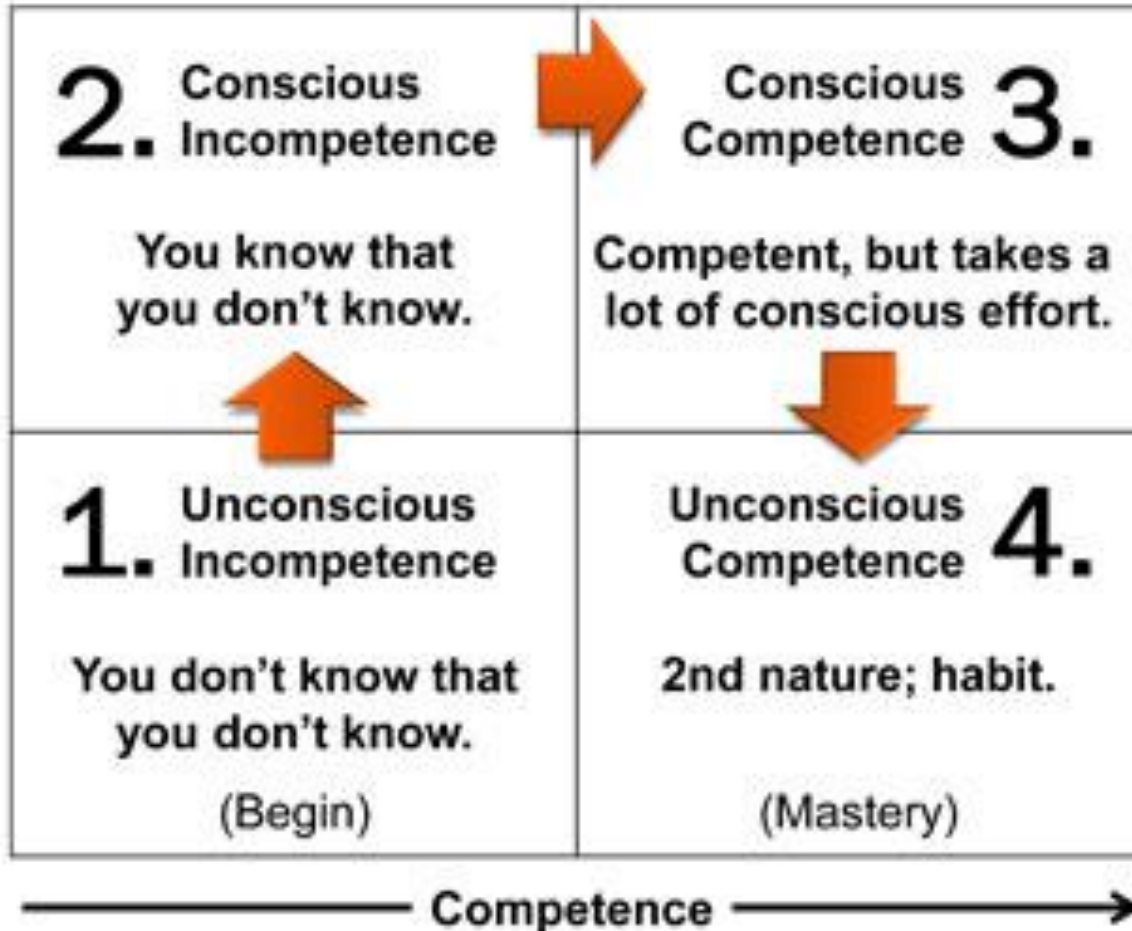 2. Conscious
Incompetence
You know that
you don't know.
Conscious 3.
Competence
Competent, but takes a
lot of conscious effort.
1. Unconscious
Incompetence
You don't know that
you don't know.
(Begin)
Unconscious 4.
Competence
2nd nature; habit.
(Mastery)
Competence